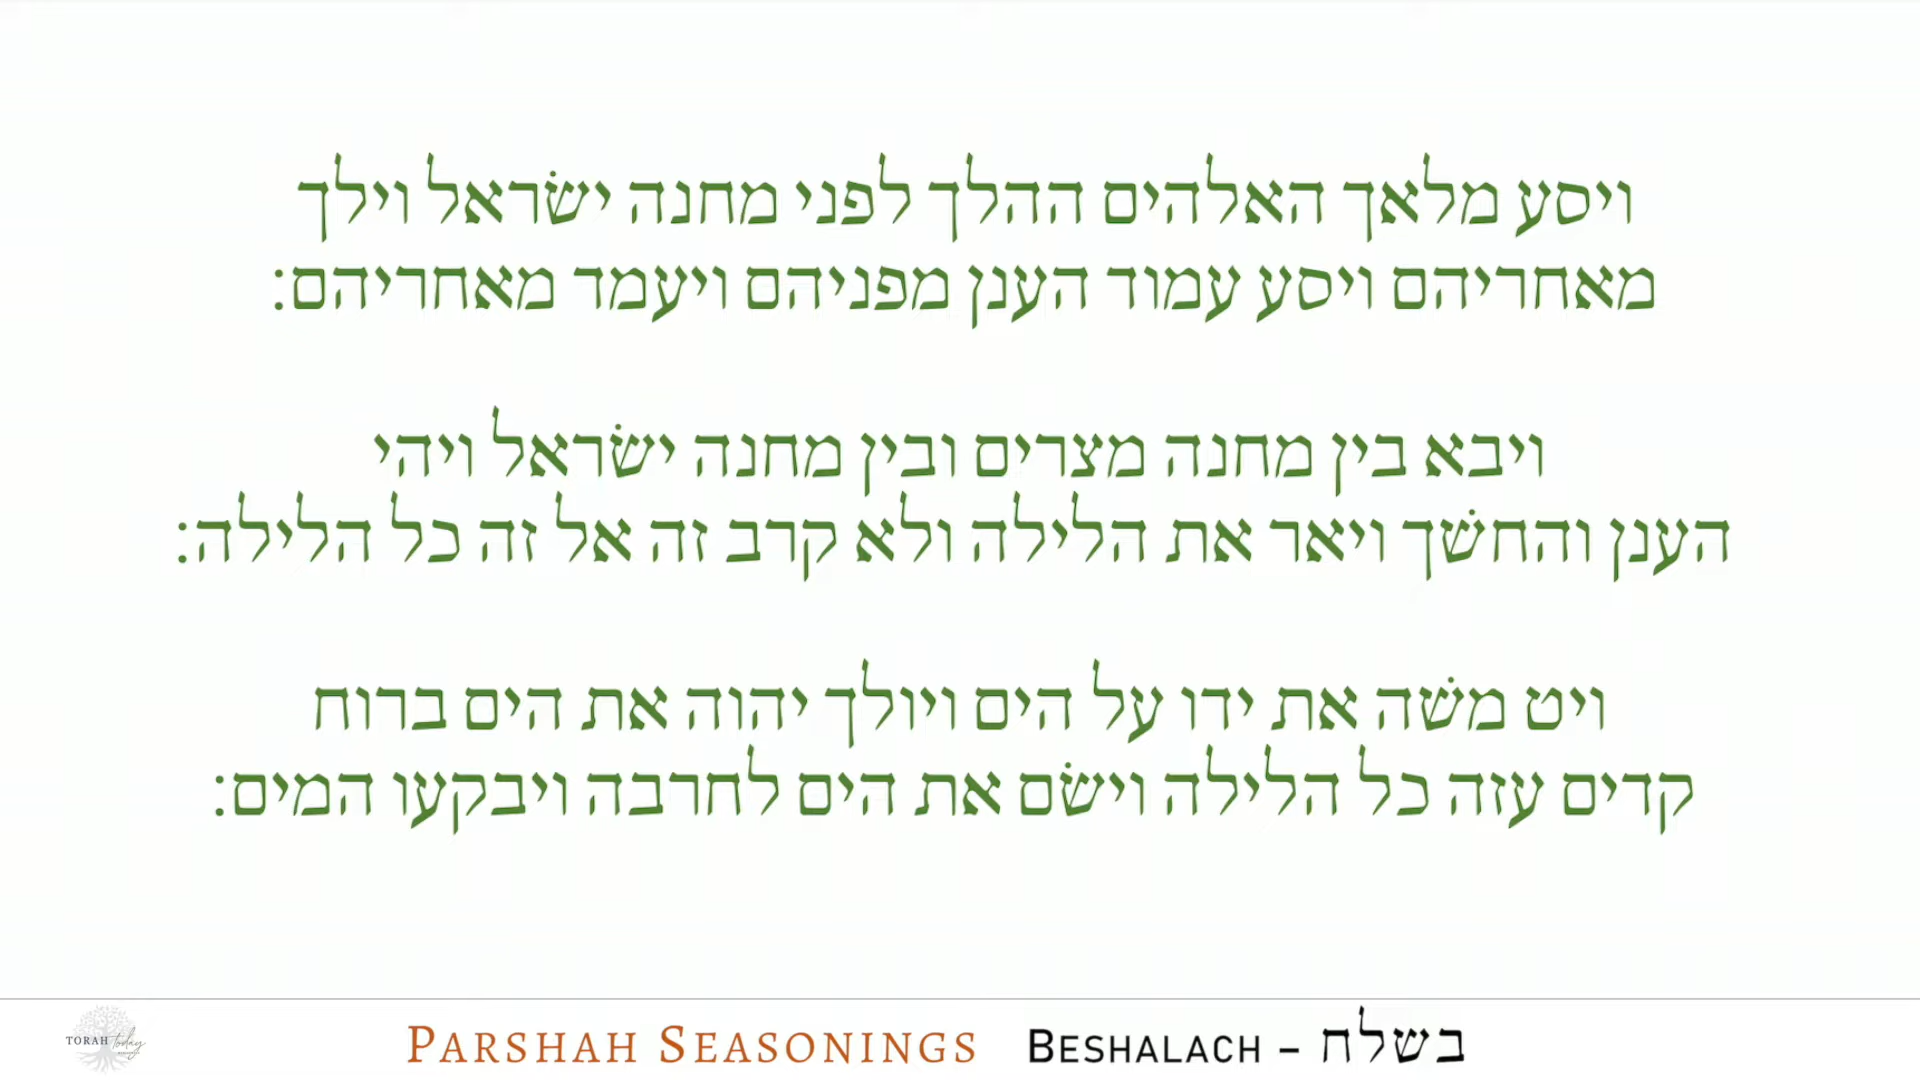 ויסע מלאך האלהים ההלך לפני מחנה ישׂראל וילך
מאחריהם ויסע עמוד הענן מפניהם ויעמד מאחריהם:
ויבא בין מחנה מצרים ובין מחנה ישׂראל ויהי
הענן והחשׁך ויאר את הלילה ולא קרב זה אל זה כל הלילה:
ויט משׁה את ידו על הים ויולך יהוה את הים ברוח
קדים עזה כל הלילה וישׂם את הים לחרבה ויבקעו המים:
TORAH today
PARSHAH SEASONINGS BESHALACH – בשלח